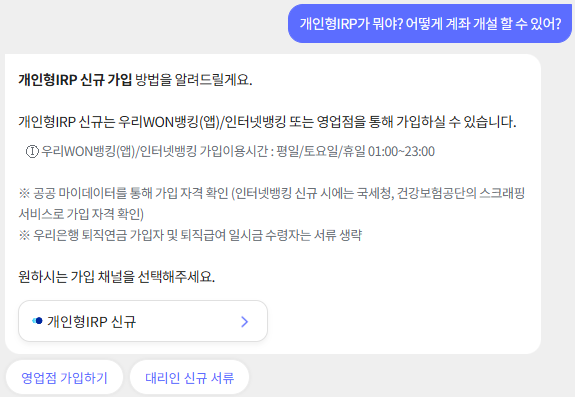 개인형IRP가 뭐야? 어떻게 계좌 개설 할 수 있어?
개인형IRP 신규 가입 방법을 알려드릴게요.
개인형IRP 신규는 우리WON뱅킹(앱)/인터넷뱅킹 또는 영업점을 통해 가입하실 수 있습니다.
우리WON뱅킹(앱)/인터넷뱅킹 가입이용시간 : 평일/토요일/휴일 01:00~23:00
※ 공공 마이데이터를 통해 가입 자격 확인 (인터넷뱅킹 신규 시에는 국세청, 건강보험공단의 스크래핑
서비스로 가입 자격 확인)
※ 우리은행 퇴직연금 가입자 및 퇴직급여 일시금 수령자는 서류 생략
원하시는 가입 채널을 선택해주세요.
개인형IRP 신규
영업점 가입하기
대리인 신규 서류